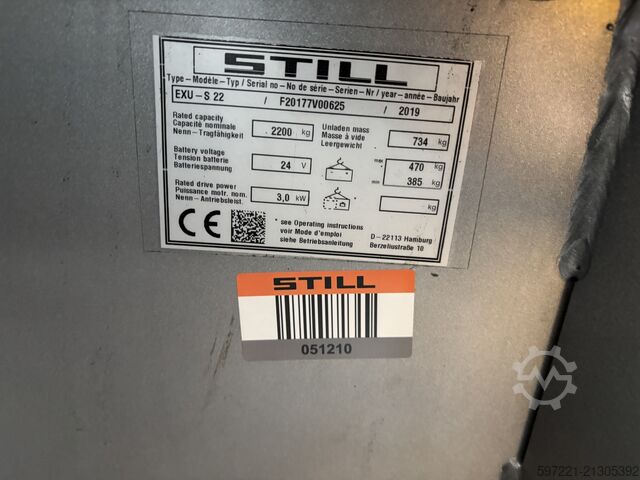 STILL
Type – Modèle – Typ / Serial no – No de série – Serien – Nr / year – année – Baujahr
EXU – S 22 / F20177V00625 / 2019
Rated capacity
Capacité nominale
Nenn – Tragfähigkeit
2200 kg
Unladen mass
Masse à vide
Leergewicht
734 kg
Battery voltage
Tension batterie
Batteriespannung
24 V
max 470 kg
min 385 kg
Rated drive power
Puissance motr. nom.
Nenn – Antriebsleist.
3,0 kW
kg
CE
* see Operating instructions
voir Mode d'emploi
siehe Betriebsanleitung
D – 22113 Hamburg
Berzeliusstraße 10
STILL
051210
597221-21305392